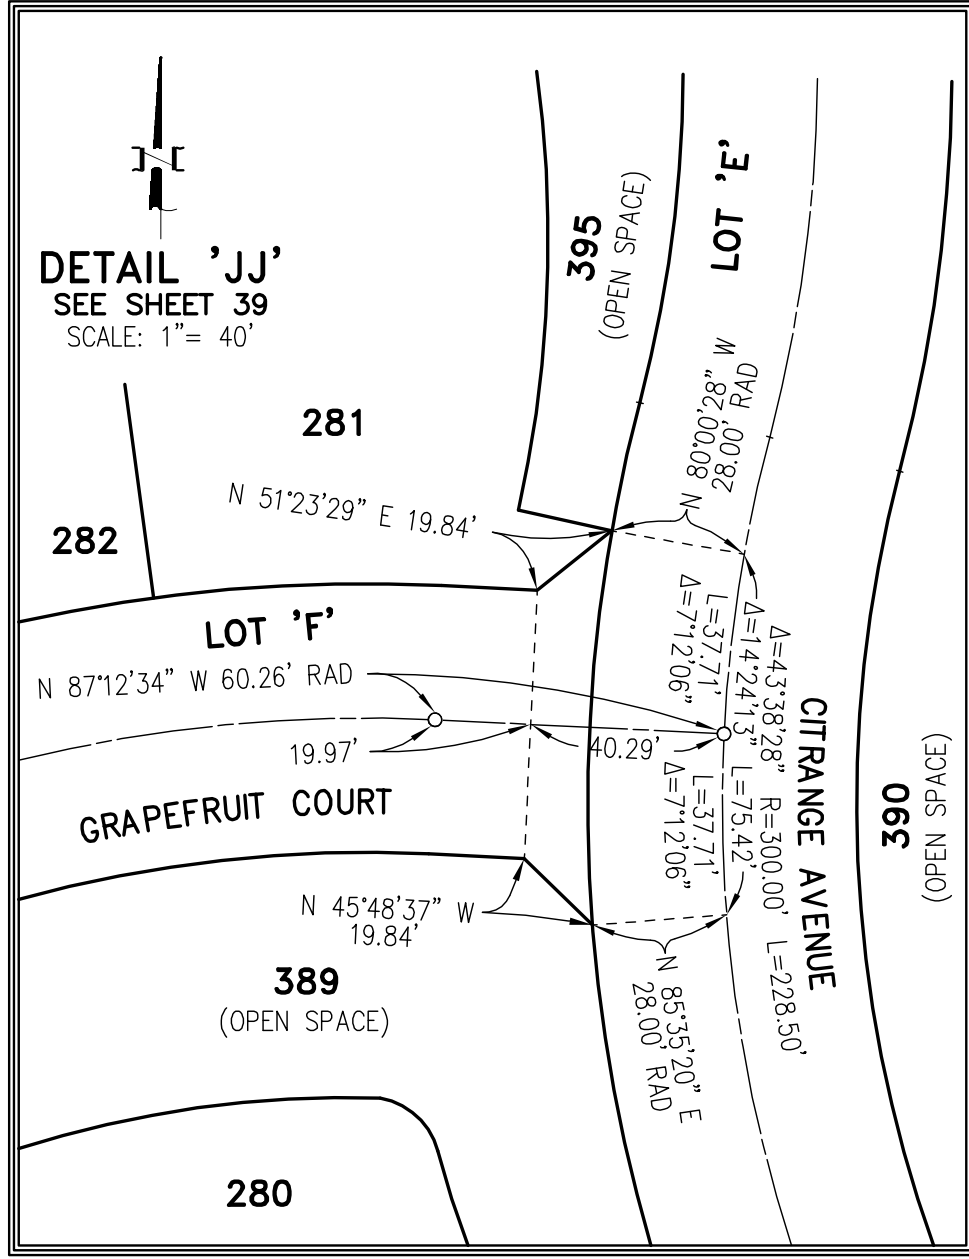 DETAIL 'JJ'
SEE SHEET 39
SCALE: 1"= 40'
395
(OPEN SPACE)
LOT 'E'
281
N 80°00'28" W
28.00' RAD
N 51°23'29" E 19.84'
282
LOT 'F'
N 87°12'34" W 60.26' RAD
Δ=7°12'06"
L=37.71'
Δ=14°24'13" L=75.42'
Δ=43°38'28" R=300.00' L=228.50'
CITRANGE AVENUE
390
(OPEN SPACE)
19.97'
40.29'
L=37.71'
Δ=7°12'06"
GRAPEFRUIT COURT
N 45°48'37" W
19.84'
389
(OPEN SPACE)
N 85°35'20" E
28.00' RAD
280